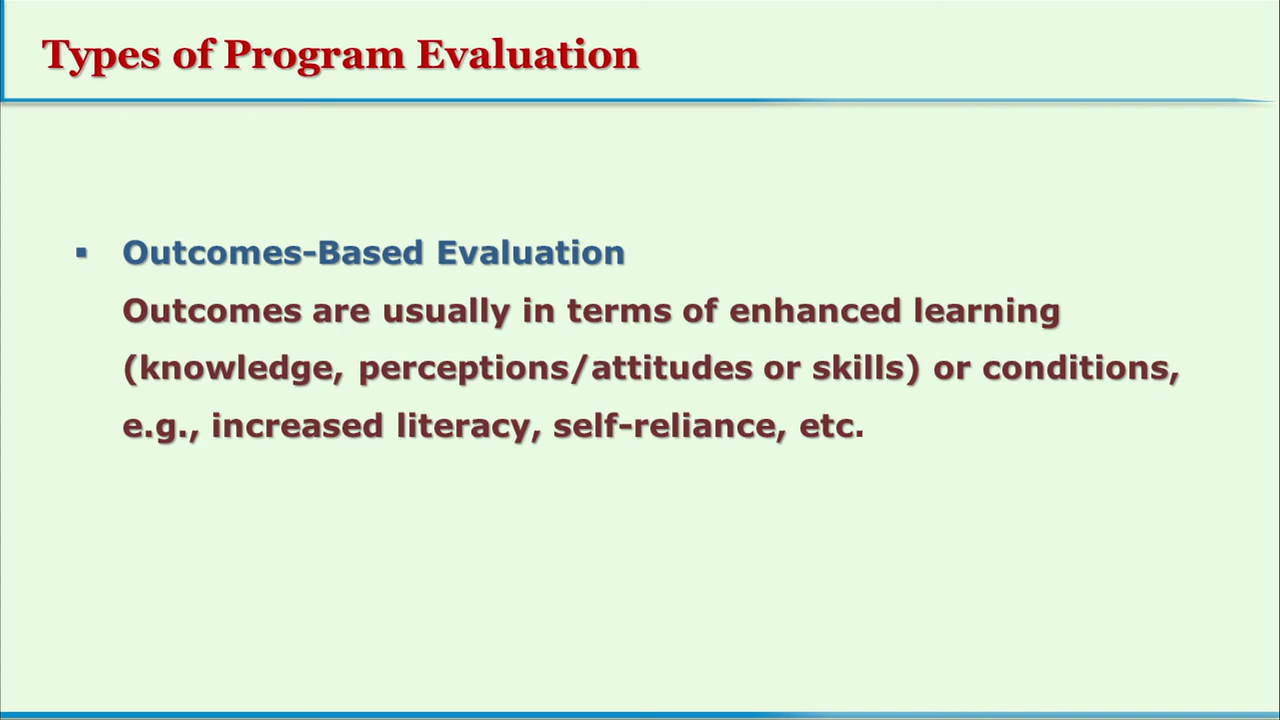 Types of Program Evaluation
▪ Outcomes-Based Evaluation
Outcomes are usually in terms of enhanced learning
(knowledge, perceptions/attitudes or skills) or conditions,
e.g., increased literacy, self-reliance, etc.